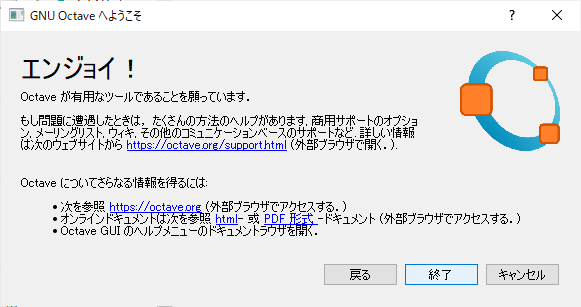 GNU Octave へようこそ
エンジョイ！
Octave が有用なツールであることを願っています.
もし問題に遭遇したときは, たくさんの方法のヘルプがあります, 商用サポートのオプショ
ン, メーリングリスト, ウィキ, その他のコミュニケーションベースのサポートなど. 詳しい情報
は次のウェブサイトから https://octave.org/support.html (外部ブラウザで開く. ).
Octave についてさらなる情報を得るには:
• 次を参照 https://octave.org (外部ブラウザでアクセスする. )
• オンラインドキュメントは次を参照 html- 或 PDF 形式 -ドキュメント (外部ブラウザでアクセスする. )
• Octave GUI のヘルプメニューのドキュメントラウザを開く.
戻る
終了
キャンセル